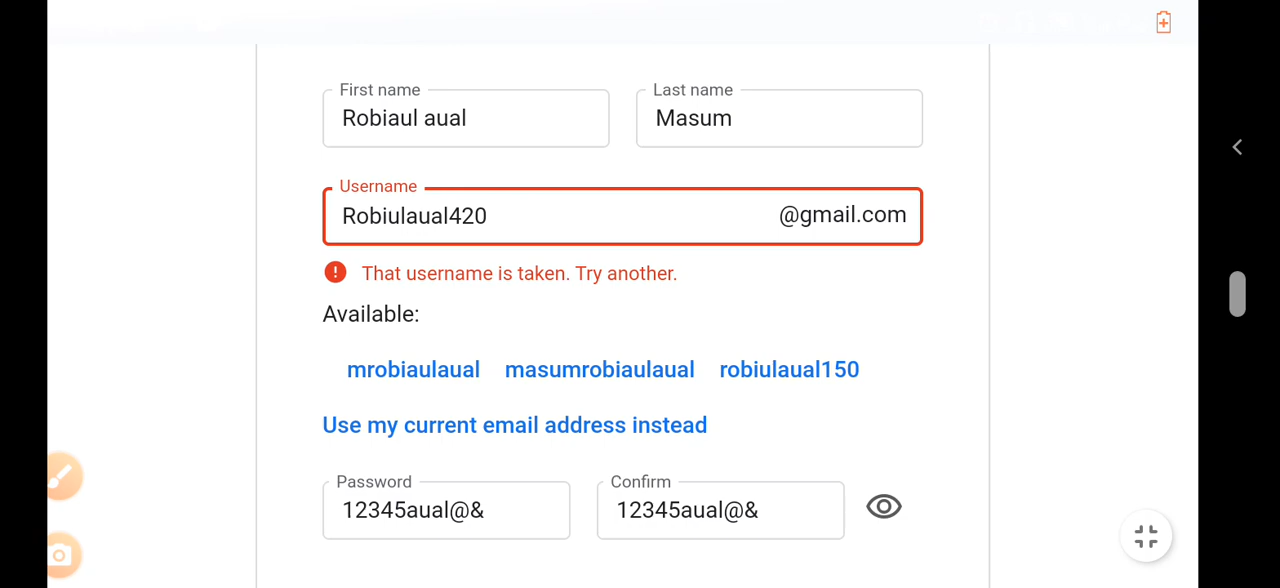 First name Last name
Robiaul aual Masum
Username
Robiulaual420 @gmail.com
That username is taken. Try another.
Available:
mrobiaulaual masumrobiaulaual robiulaual150
Use my current email address instead
Password Confirm
12345aual@& 12345aual@&